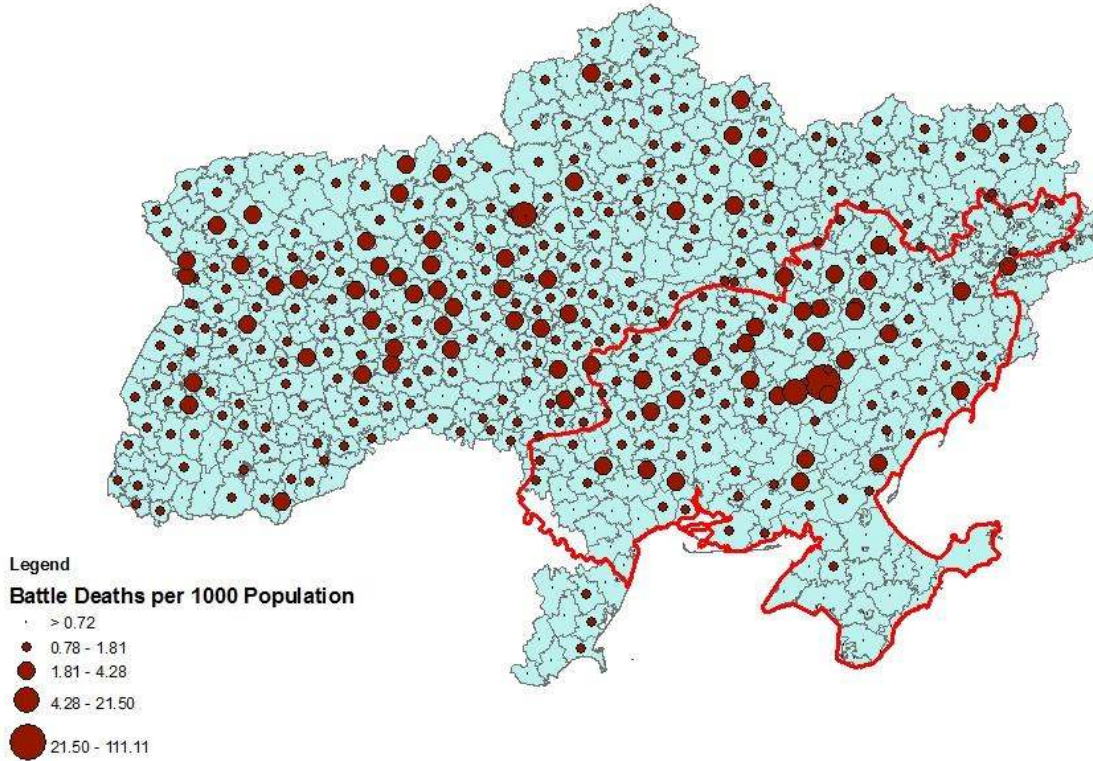 Legend
Battle Deaths per 1000 Population
> 0.72
0.78 - 1.81
1.81 - 4.28
4.28 - 21.50
21.50 - 111.11